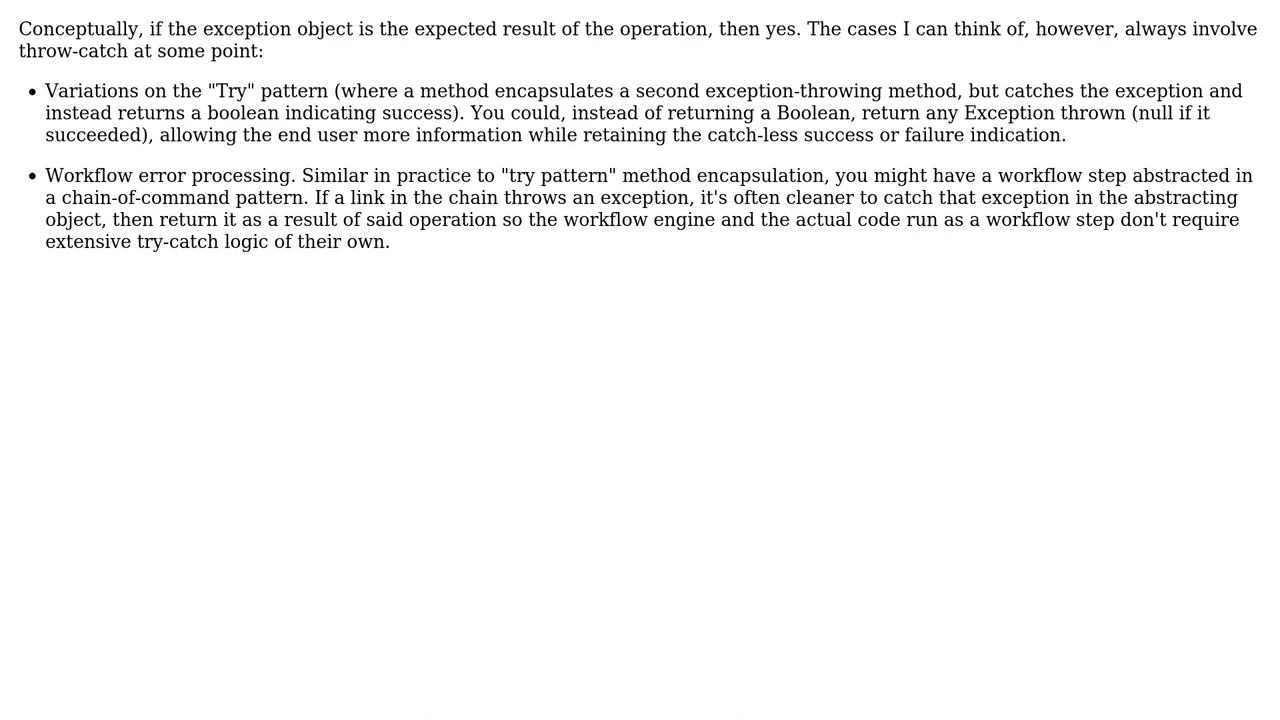 Conceptually, if the exception object is the expected result of the operation, then yes. The cases I can think of, however, always involve
throw-catch at some point:
• Variations on the "Try" pattern (where a method encapsulates a second exception-throwing method, but catches the exception and
instead returns a boolean indicating success). You could, instead of returning a Boolean, return any Exception thrown (null if it
succeeded), allowing the end user more information while retaining the catch-less success or failure indication.
• Workflow error processing. Similar in practice to "try pattern" method encapsulation, you might have a workflow step abstracted in
a chain-of-command pattern. If a link in the chain throws an exception, it's often cleaner to catch that exception in the abstracting
object, then return it as a result of said operation so the workflow engine and the actual code run as a workflow step don't require
extensive try-catch logic of their own.